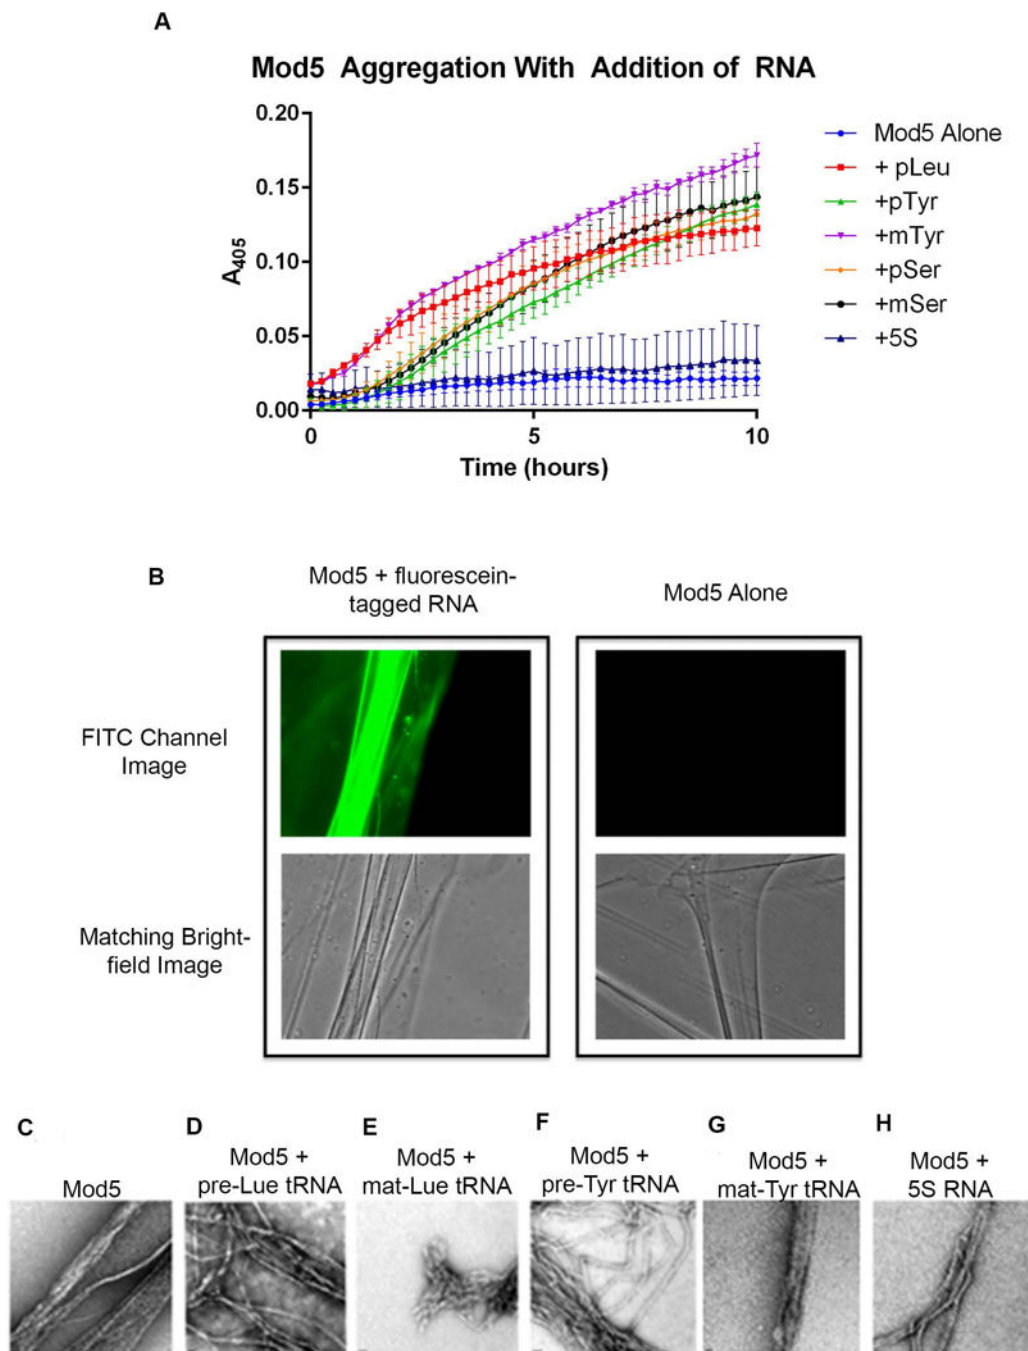 A
Mod5 Aggregation With Addition of RNA
0.20
0.15
0.10
0.05
0.00
A405
0
5
10
Time (hours)
Mod5 Alone
+ pLeu
+pTyr
+mTyr
+pSer
+mSer
+5S
B
Mod5 + fluorescein-
tagged RNA
Mod5 Alone
FITC Channel
Image
Matching Bright-
field Image
C
Mod5
D
Mod5 +
pre-Lue tRNA
E
Mod5 +
mat-Lue tRNA
F
Mod5 +
pre-Tyr tRNA
G
Mod5 +
mat-Tyr tRNA
H
Mod5 +
5S RNA